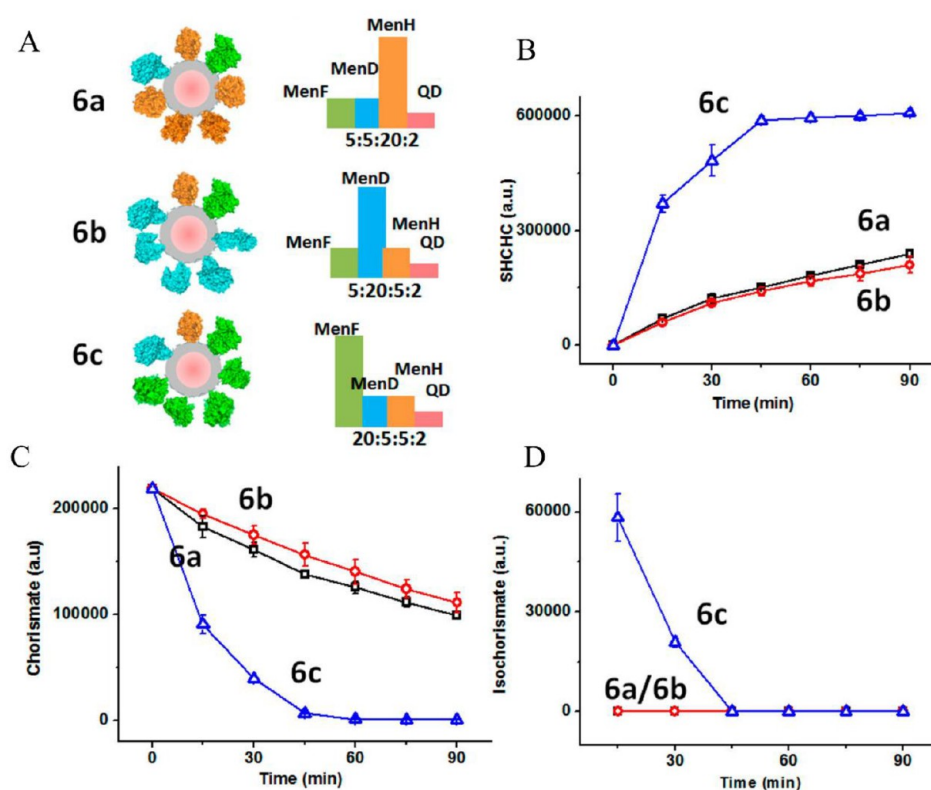 A
6a
MenF
MenD
MenH
QD
5:5:20:2
6b
MenF
MenD
MenH
QD
5:20:5:2
6c
MenF
MenD
MenH
QD
20:5:5:2
B
SHCHC (a.u.)
600000
300000
0
6c
6a
6b
0 30 60 90
Time (min)
C
Chorismate (a.u)
200000
100000
0
6b
6a
6c
0 30 60 90
Time (min)
D
Isochorismate (a.u.)
60000
30000
0
6c
6a/6b
30 60 90
Time (min)